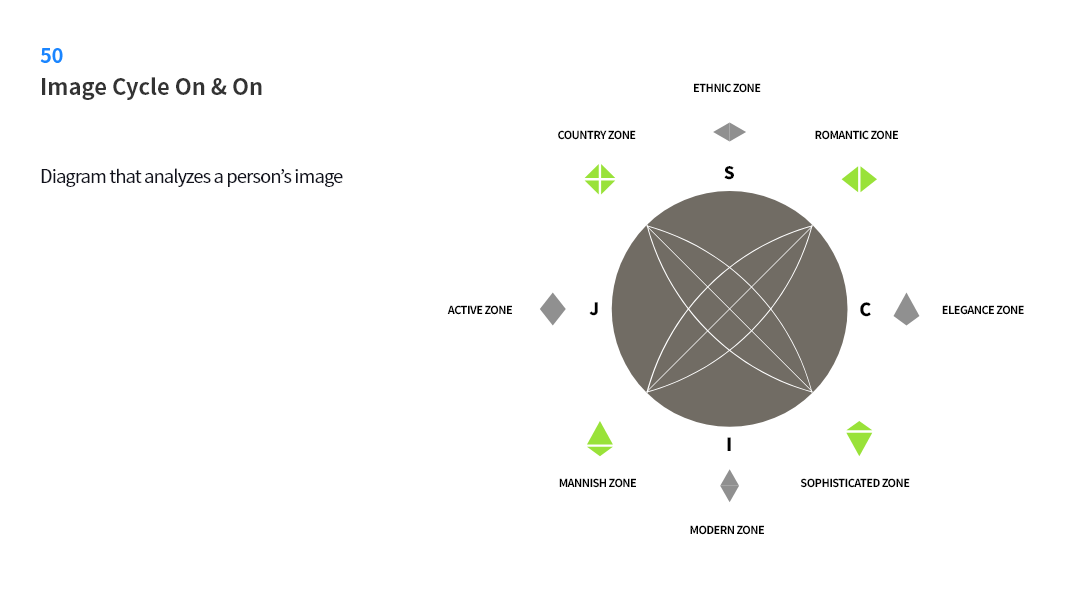 50
Image Cycle On & On
Diagram that analyzes a person’s image
ETHNIC ZONE
COUNTRY ZONE
ROMANTIC ZONE
S
ACTIVE ZONE
J
C
ELEGANCE ZONE
I
MANNISH ZONE
SOPHISTICATED ZONE
MODERN ZONE